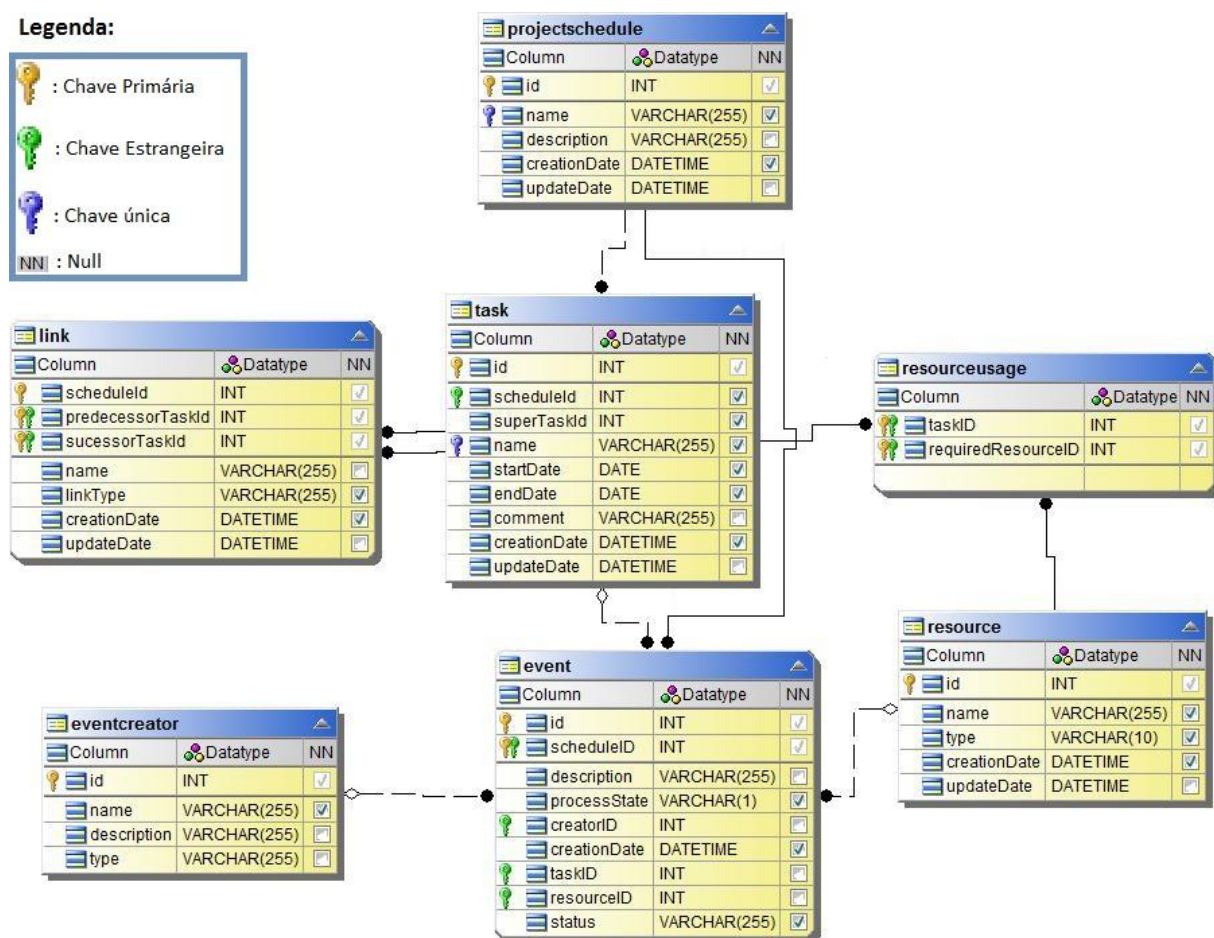 Legenda:
: Chave Primária
: Chave Estrangeira
: Chave única
NN : Null
projectschedule
Column Datatype NN
id INT
name VARCHAR(255)
description VARCHAR(255)
creationDate DATETIME
updateDate DATETIME
link
Column Datatype NN
scheduleId INT
predecessorTaskId INT
sucessorTaskId INT
name VARCHAR(255)
linkType VARCHAR(255)
creationDate DATETIME
updateDate DATETIME
task
Column Datatype NN
id INT
scheduleId INT
superTaskId INT
name VARCHAR(255)
startDate DATE
endDate DATE
comment VARCHAR(255)
creationDate DATETIME
updateDate DATETIME
resourceusage
Column Datatype NN
taskID INT
requiredResourceID INT
eventcreator
Column Datatype NN
id INT
name VARCHAR(255)
description VARCHAR(255)
type VARCHAR(255)
event
Column Datatype NN
id INT
scheduleID INT
description VARCHAR(255)
processState VARCHAR(1)
creatorID INT
creationDate DATETIME
taskID INT
resourceID INT
status VARCHAR(255)
resource
Column Datatype NN
id INT
name VARCHAR(255)
type VARCHAR(10)
creationDate DATETIME
updateDate DATETIME